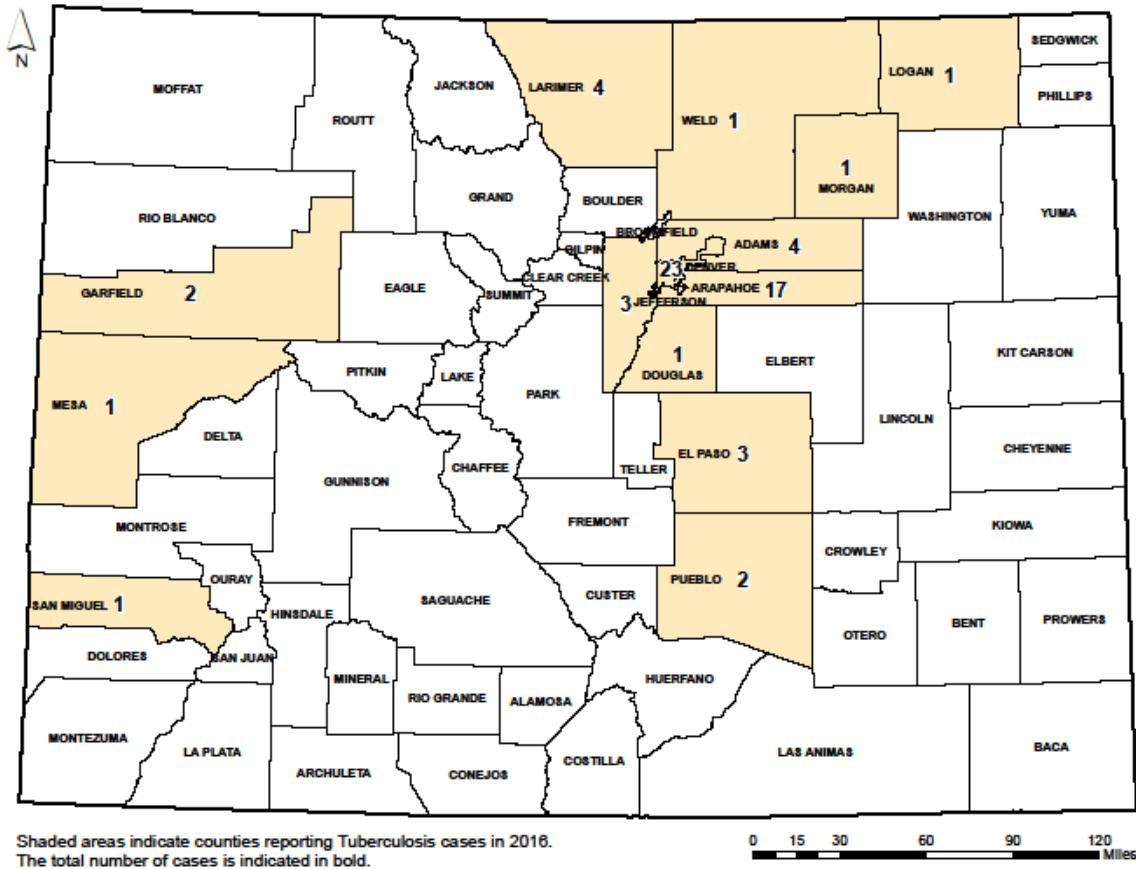 N
MOFFAT
ROUTT
JACKSON
LARIMER 4
WELD 1
LOGAN 1
SEDGWICK
PHILLIPS
1
MORGAN
RIO BLANCO
GRAND
BOULDER
WASHINGTON
YUMA
BROOMFIELD
GILPIN
ADAMS 4
GARFIELD 2
EAGLE
SUMMIT
CLEAR CREEK
23 DENVER
ARAPAHOE 17
3 JEFFERSON
1
DOUGLAS
ELBERT
KIT CARSON
MESA 1
PITKIN
LAKE
PARK
LINCOLN
DELTA
GUNNISON
CHAFFEE
TELLER
EL PASO 3
CHEYENNE
MONTROSE
FREMONT
KIOWA
CROWLEY
OURAY
PUEBLO 2
SAN MIGUEL 1
HINSDALE
SAGUACHE
CUSTER
OTERO
BENT
PROWERS
DOLORES
SAN JUAN
MINERAL
RIO GRANDE
ALAMOSA
HUERFANO
MONTEZUMA
LA PLATA
ARCHULETA
CONEJOS
COSTILLA
LAS ANIMAS
BACA
Shaded areas indicate counties reporting Tuberculosis cases in 2016.
The total number of cases is indicated in bold.
0 15 30 60 90 120
Miles